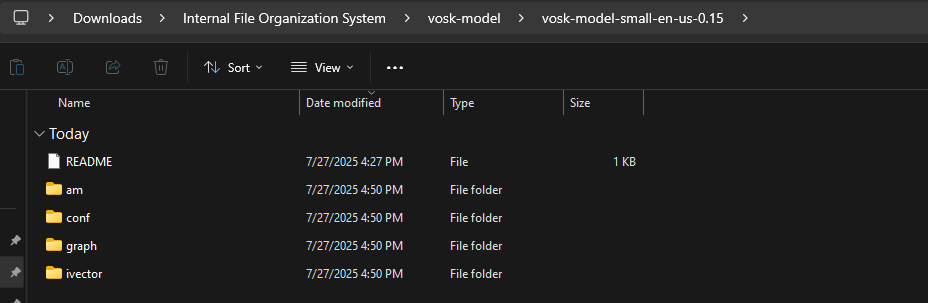 Downloads > Internal File Organization System > vosk-model > vosk-model-small-en-us-0.15 >
Sort View ...
Name Date modified Type Size
Today
README 7/27/2025 4:27 PM File 1 KB
am 7/27/2025 4:50 PM File folder
conf 7/27/2025 4:50 PM File folder
graph 7/27/2025 4:50 PM File folder
ivector 7/27/2025 4:50 PM File folder